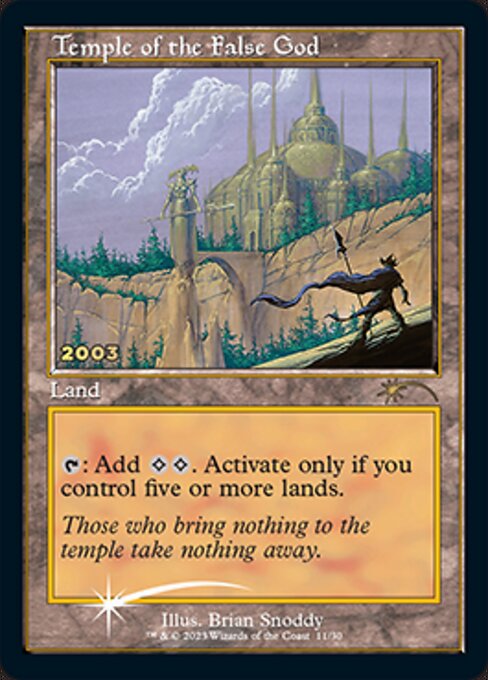 Temple of the False God
2003
Land
: Add . Activate only if you
control five or more lands.
Those who bring nothing to the
temple take nothing away.
Illus. Brian Snoddy
™ & © 2023 Wizards of the Coast 11/30